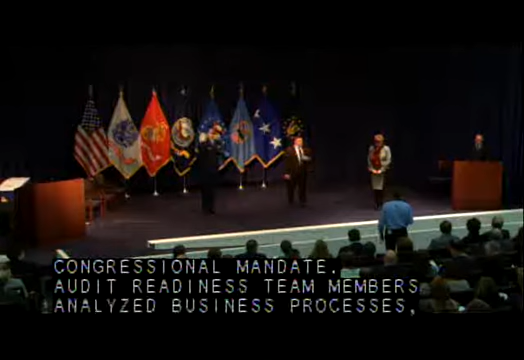 CONGRESSIONAL MANDATE.
AUDIT READINESS TEAM MEMBERS
ANALYZED BUSINESS PROCESSES,